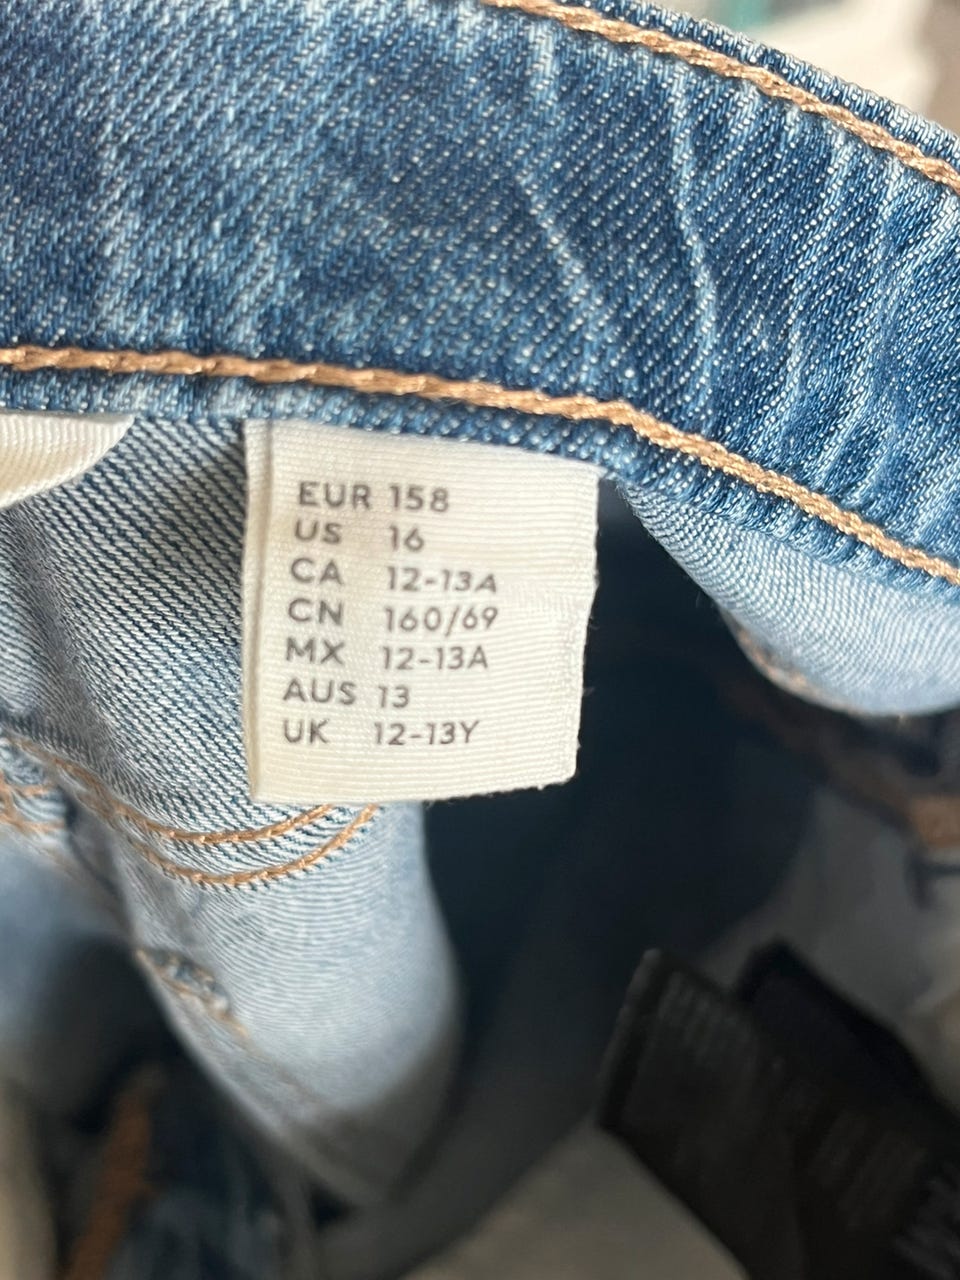 EUR 158
US 16
CA 12-13A
CN 160/69
MX 12-13A
AUS 13
UK 12-13Y